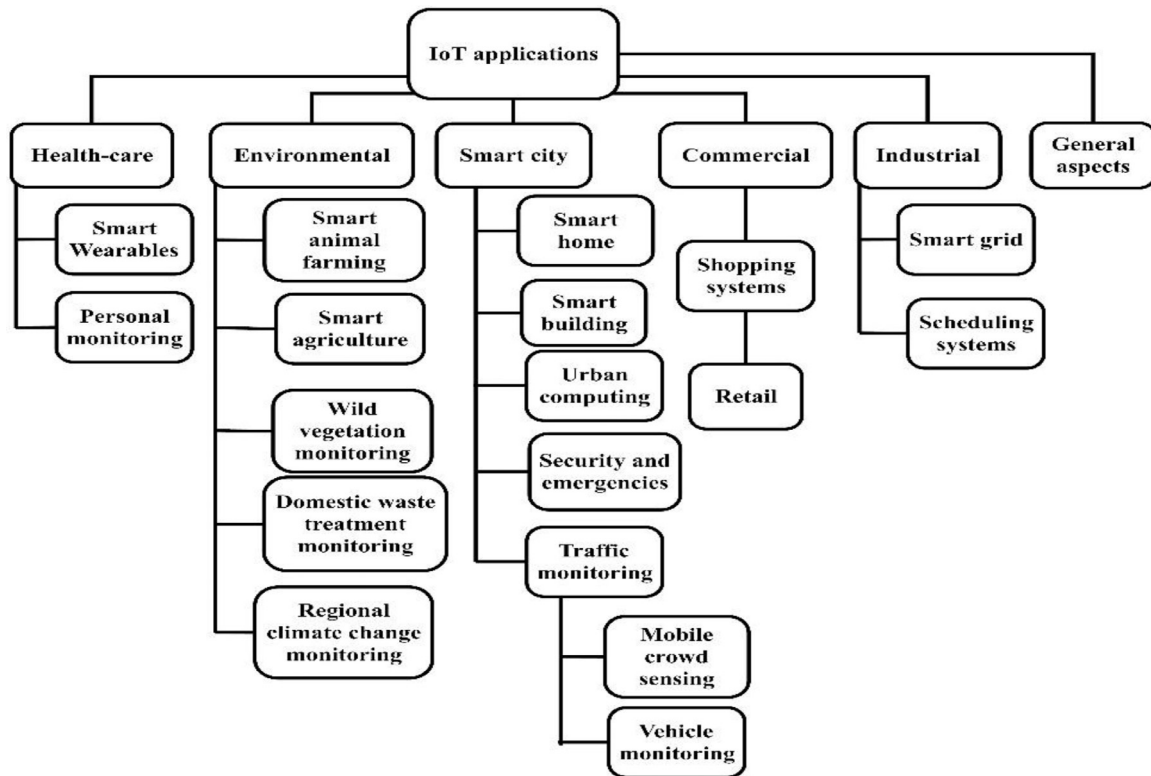 IoT applications
Health-care
Environmental
Smart city
Commercial
Industrial
General
aspects
Smart
Wearables
Personal
monitoring
Smart
animal
farming
Smart
agriculture
Wild
vegetation
monitoring
Domestic waste
treatment
monitoring
Regional
climate change
monitoring
Smart
home
Smart
building
Urban
computing
Security and
emergencies
Traffic
monitoring
Mobile
crowd
sensing
Vehicle
monitoring
Shopping
systems
Retail
Smart grid
Scheduling
systems